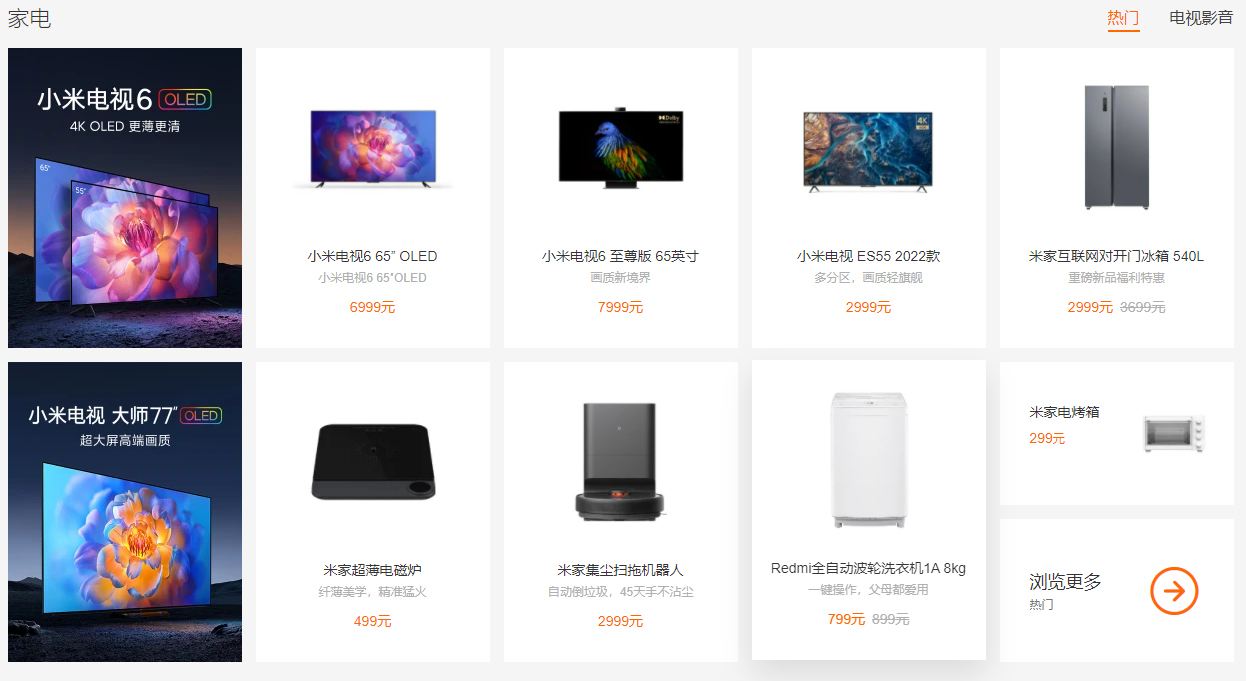 家电
热门
电视影音
小米电视6 OLED
4K OLED 更薄更清
65"
55"
小米电视6 65” OLED
小米电视6 65"OLED
6999元
Dolby
小米电视6 至尊版 65英寸
画质新境界
7999元
4K
小米电视 ES55 2022款
多分区，画质轻旗舰
2999元
米家互联网对开门冰箱 540L
重磅新品福利特惠
2999元 3699元
小米电视 大师77" OLED
超大屏高端画质
米家超薄电磁炉
纤薄美学，精准猛火
499元
米家集尘扫拖机器人
自动倒垃圾，45天手不沾尘
2999元
Redmi全自动波轮洗衣机1A 8kg
一键操作，父母都爱用
799元 899元
米家电烤箱
299元
浏览更多
热门